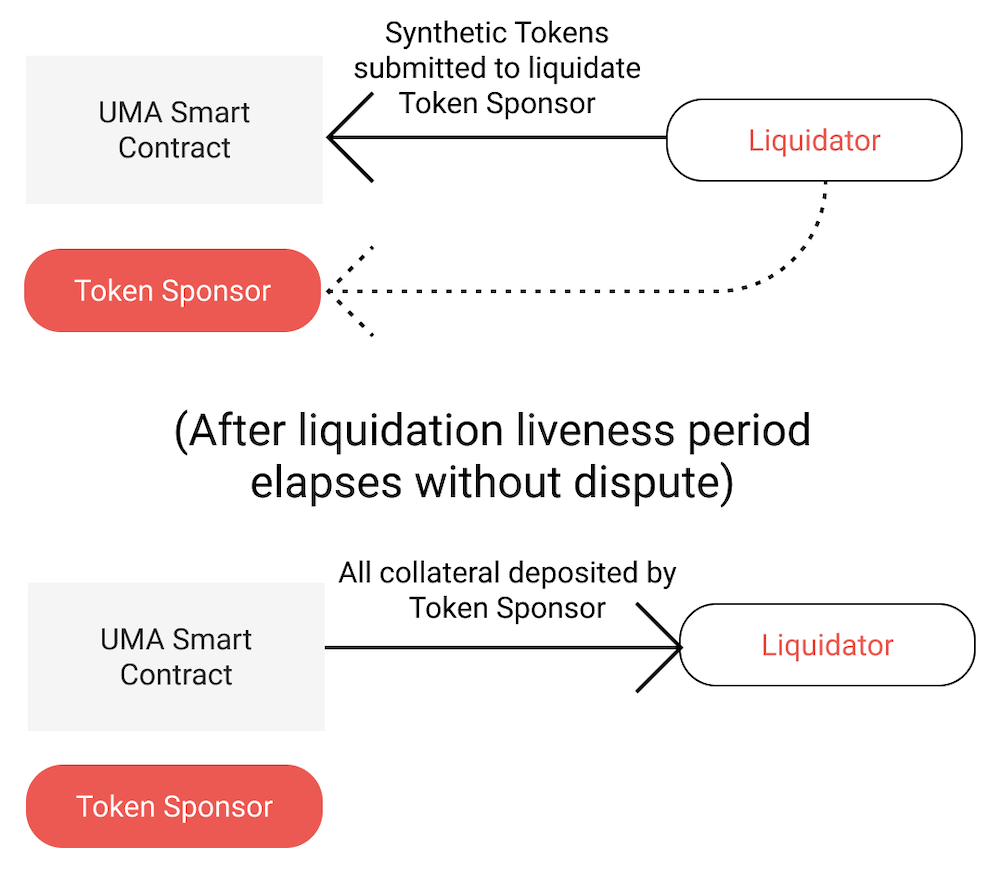 Synthetic Tokens
submitted to liquidate
Token Sponsor
UMA Smart
Contract
Liquidator
Token Sponsor
(After liquidation liveness period
elapses without dispute)
All collateral deposited by
Token Sponsor
UMA Smart
Contract
Liquidator
Token Sponsor